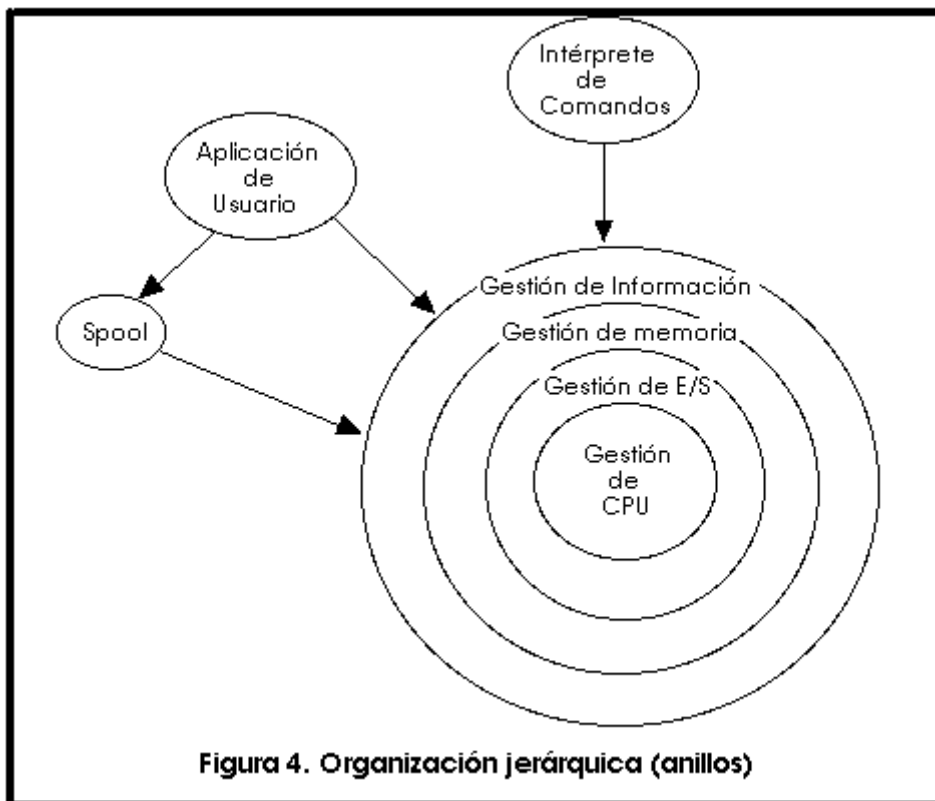 Intérprete
de
Comandos
Aplicación
de
Usuario
Spool
Gestión de Información
Gestión de memoria
Gestión de E/S
Gestión
de
CPU
Figura 4. Organización jerárquica (anillos)